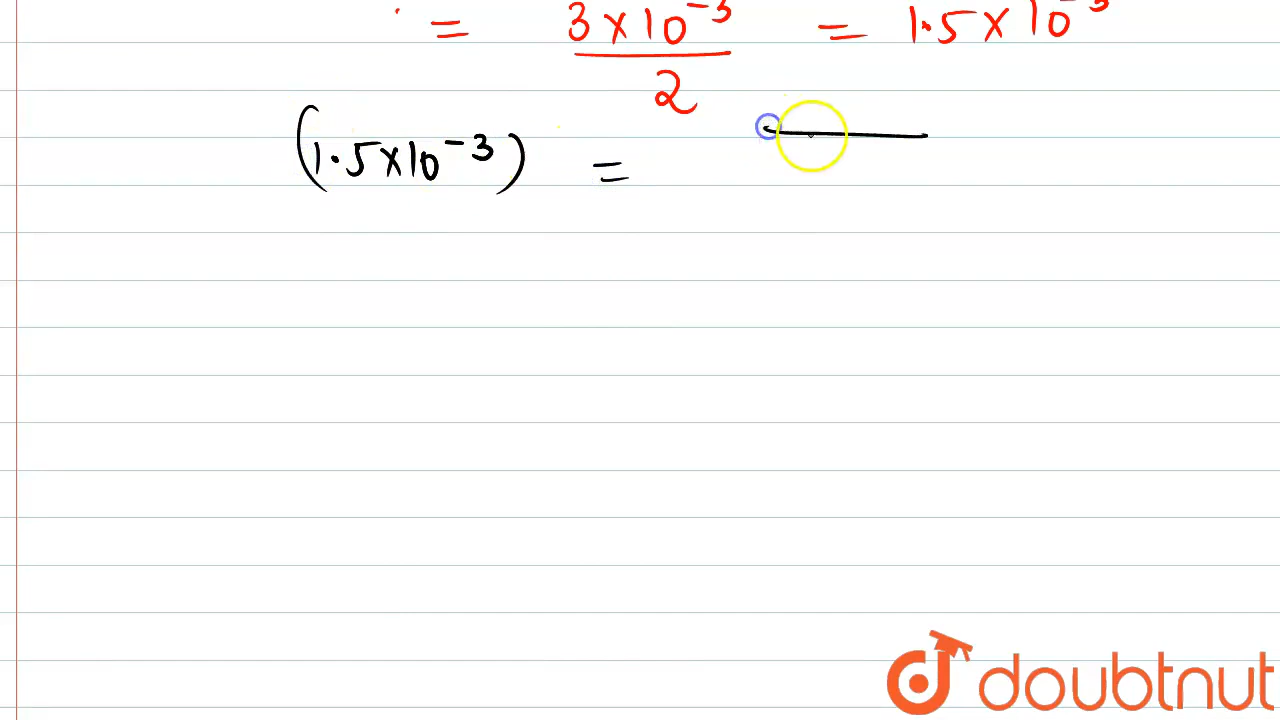 = 3×10⁻³ = 1.5×10⁻³
2
(1.5×10⁻³) =
doubtnut